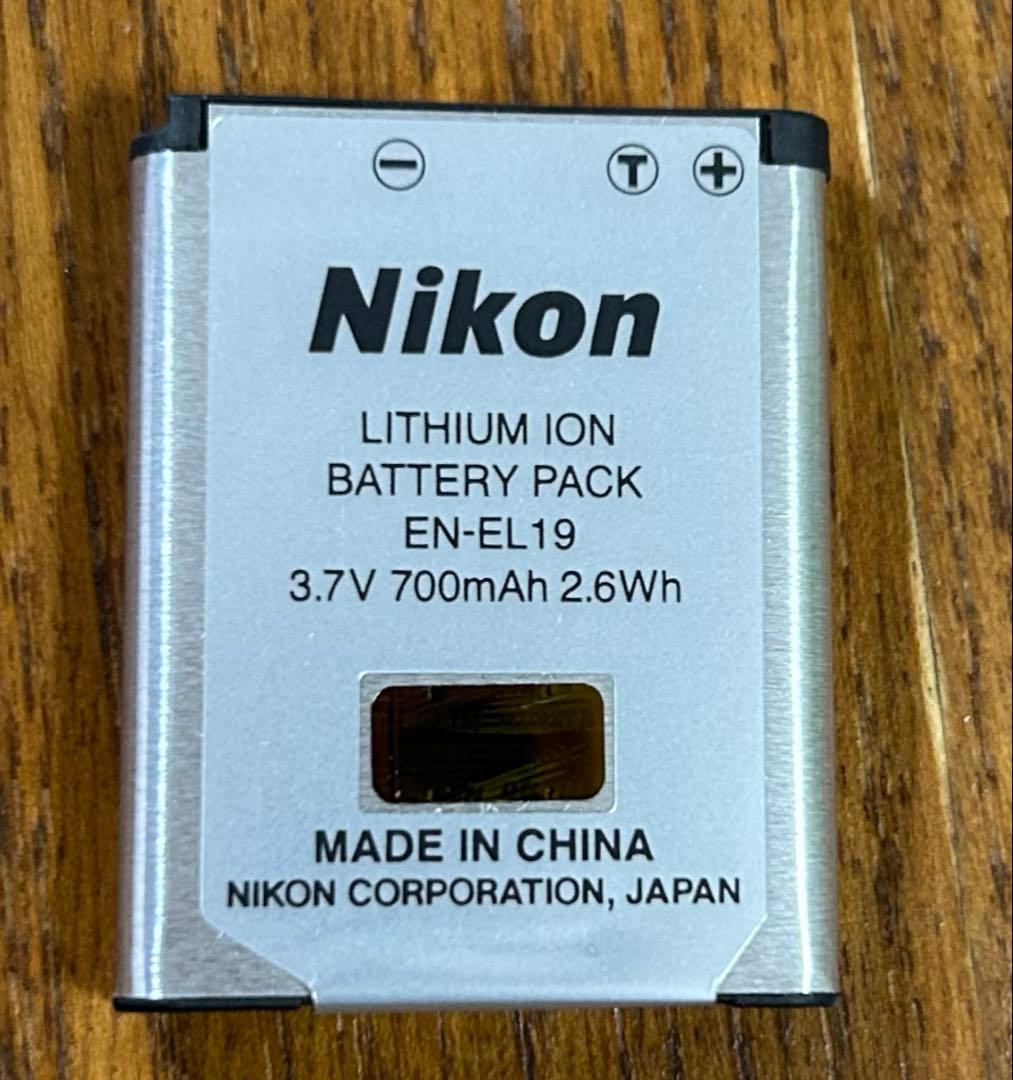 − T +
Nikon
LITHIUM ION
BATTERY PACK
EN-EL19
3.7V 700mAh 2.6Wh
MADE IN CHINA
NIKON CORPORATION, JAPAN